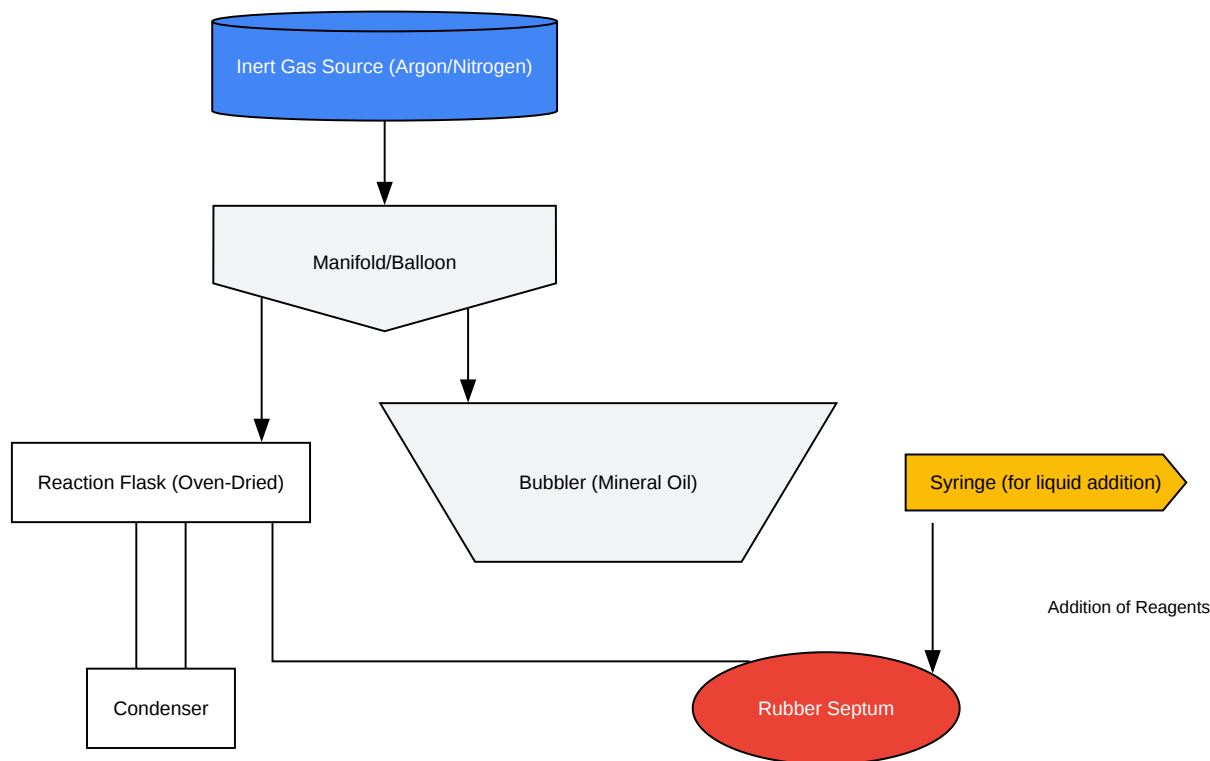 Inert Gas Source (Argon/Nitrogen)
Manifold/Balloon
Reaction Flask (Oven-Dried)
Bubbler (Mineral Oil)
Syringe (for liquid addition)
Addition of Reagents
Condenser
Rubber Septum